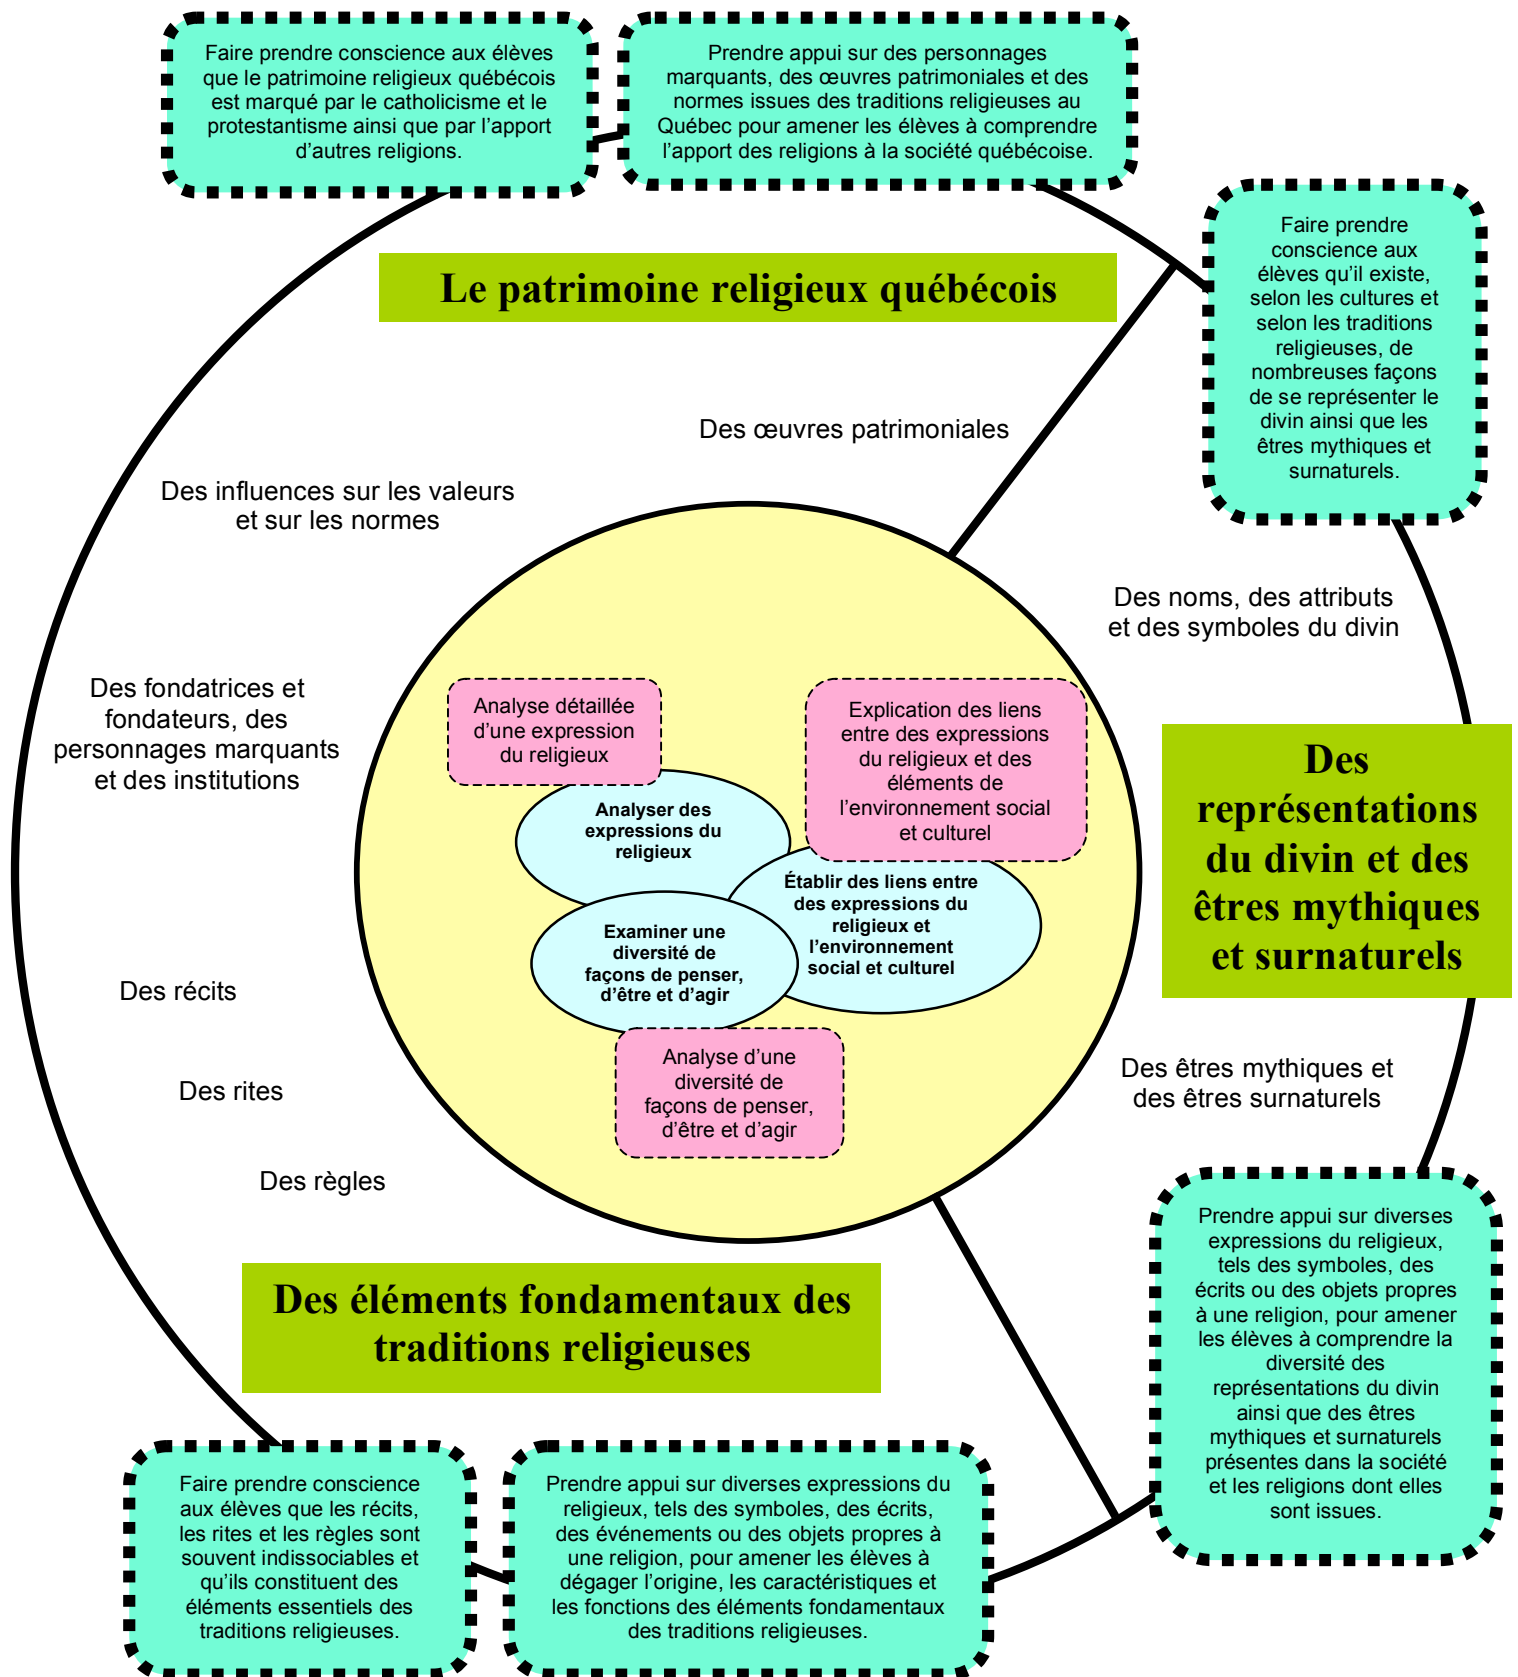 Faire prendre conscience aux élèves
que le patrimoine religieux québécois
est marqué par le catholicisme et le
protestantisme ainsi que par l’apport
d’autres religions.
Prendre appui sur des personnages
marquants, des œuvres patrimoniales et des
normes issues des traditions religieuses au
Québec pour amener les élèves à comprendre
l’apport des religions à la société québécoise.
Faire prendre
conscience aux
élèves qu’il existe,
selon les cultures et
selon les traditions
religieuses, de
nombreuses façons
de se représenter le
divin ainsi que les
êtres mythiques et
surnaturels.
Le patrimoine religieux québécois
Des œuvres patrimoniales
Des influences sur les valeurs
et sur les normes
Des fondatrices et
fondateurs, des
personnages marquants
et des institutions
Des noms, des attributs
et des symboles du divin
Analyse détaillée
d’une expression
du religieux
Explication des liens
entre des expressions
du religieux et des
éléments de
l’environnement social
et culturel
Analyser des
expressions du
religieux
Établir des liens entre
des expressions du
religieux et
l’environnement
social et culturel
Examiner une
diversité de
façons de penser,
d’être et d’agir
Analyse d’une
diversité de
façons de penser,
d’être et d’agir
Des
représentations
du divin et des
êtres mythiques
et surnaturels
Des récits
Des rites
Des règles
Des êtres mythiques et
des êtres surnaturels
Des éléments fondamentaux des
traditions religieuses
Prendre appui sur diverses
expressions du religieux,
tels des symboles, des
écrits ou des objets propres
à une religion, pour amener
les élèves à comprendre la
diversité des
représentations du divin
ainsi que des êtres
mythiques et surnaturels
présentes dans la société
et les religions dont elles
sont issues.
Faire prendre conscience
aux élèves que les récits,
les rites et les règles sont
souvent indissociables et
qu’ils constituent des
éléments essentiels des
traditions religieuses.
Prendre appui sur diverses expressions du
religieux, tels des symboles, des écrits,
des événements ou des objets propres à
une religion, pour amener les élèves à
dégager l’origine, les caractéristiques et
les fonctions des éléments fondamentaux
des traditions religieuses.